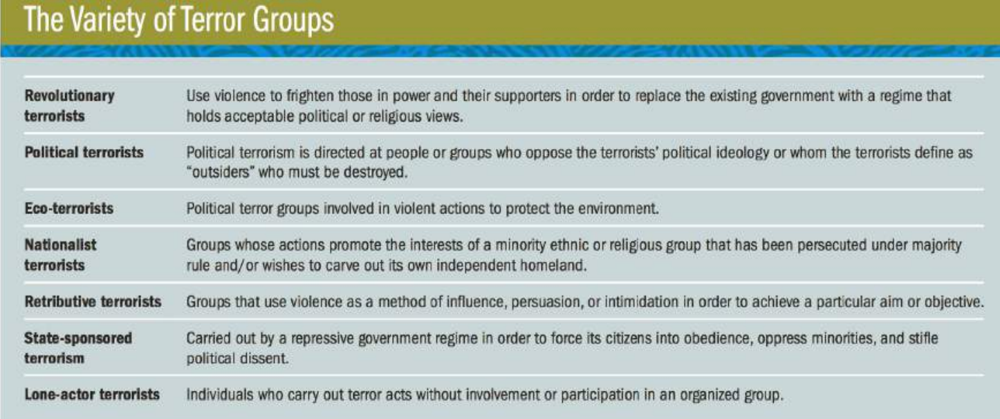 The Variety of Terror Groups
Revolutionary
terrorists
Use violence to frighten those in power and their supporters in order to replace the existing government with a regime that
holds acceptable political or religious views.
Political terrorists
Political terrorism is directed at people or groups who oppose the terrorists' political ideology or whom the terrorists define as
"outsiders" who must be destroyed.
Eco-terrorists
Political terror groups involved in violent actions to protect the environment.
Nationalist
terrorists
Groups whose actions promote the interests of a minority ethnic or religious group that has been persecuted under majority
rule and/or wishes to carve out its own independent homeland.
Retributive terrorists
Groups that use violence as a method of influence, persuasion, or intimidation in order to achieve a particular aim or objective.
State-sponsored
terrorism
Carried out by a repressive government regime in order to force its citizens into obedience, oppress minorities, and stifle
political dissent.
Lone-actor terrorists
Individuals who carry out terror acts without involvement or participation in an organized group.